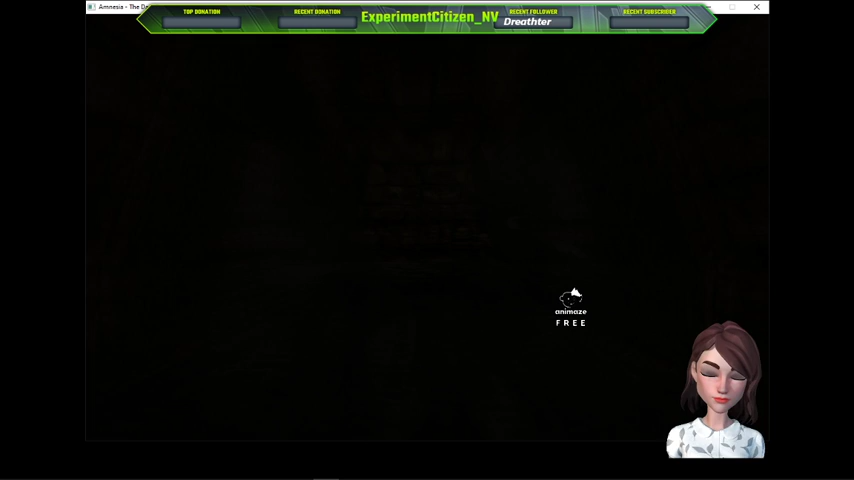 Amnesia - The Da
TOP DONATION
RECENT DONATION
ExperimentCitizen_NV
RECENT FOLLOWER
Dreathter
RECENT SUBSCRIBER
animaze
FREE